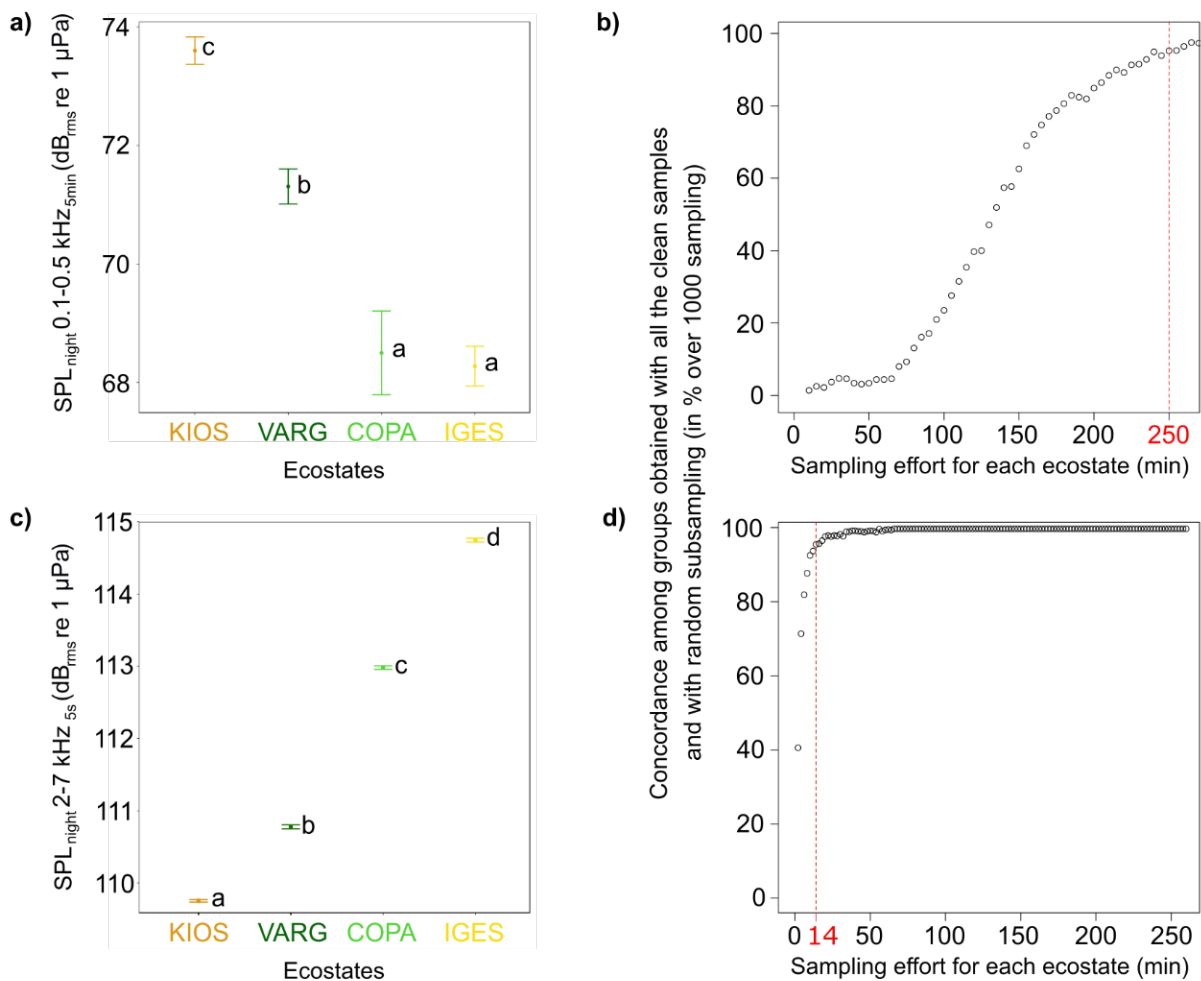 a)
SPLnight 0.1-0.5 kHz5min (dBrms re 1 µPa)
74
72
70
68
c
b
a
a
KIOS VARG COPA IGES
Ecostates
b)
Concordance among groups obtained with all the clean samples
and with random subsampling (in % over 1000 sampling)
100
80
60
40
20
0
0 50 100 150 200 250
Sampling effort for each ecostate (min)
c)
SPLnight 2-7 kHz 5s (dBrms re 1 µPa)
115
113
112
111
110
d
c
b
a
KIOS VARG COPA IGES
Ecostates
d)
100
80
60
40
20
0
0 14 50 100 150 200 250
Sampling effort for each ecostate (min)